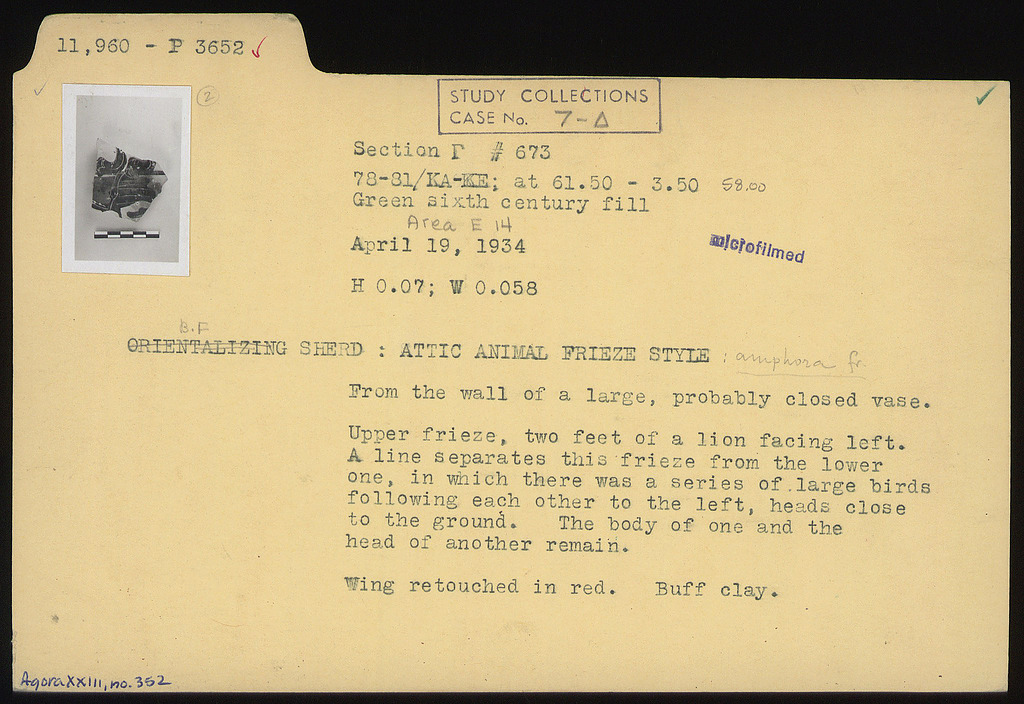 11,960 - P 3652 ✓
✓
2
STUDY COLLECTIONS
CASE No. 7-Δ
✓
Section Γ # 673
78-81/KA-KE; at 61.50 - 3.50 58.00
Green sixth century fill
Area E 14
April 19, 1934
microfilmed
H 0.07; W 0.058
B.F
ORIENTALIZING SHERD : ATTIC ANIMAL FRIEZE STYLE : amphora fr.
From the wall of a large, probably closed vase.
Upper frieze, two feet of a lion facing left.
A line separates this frieze from the lower
one, in which there was a series of large birds
following each other to the left, heads close
to the ground. The body of one and the
head of another remain.
Wing retouched in red. Buff clay.
Agora XXIII, no. 352